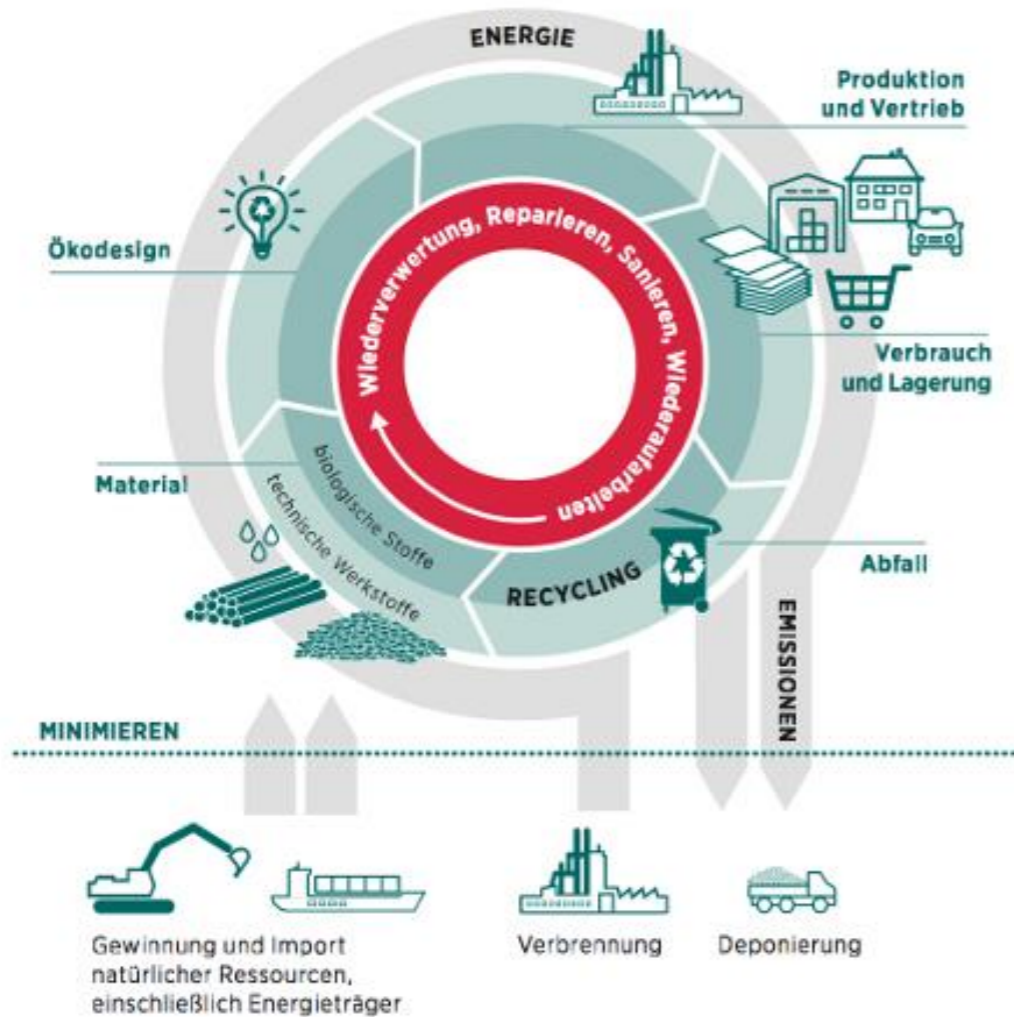 ENERGIE
Produktion
und Vertrieb
Ökodesign
Wiederverwertung, Reparieren, Sanieren, Wiederaufarbeiten
Verbrauch
und Lagerung
Material
biologische Stoffe
technische Werkstoffe
RECYCLING
Abfall
EMISSIONEN
MINIMIEREN
Gewinnung und Import
natürlicher Ressourcen,
einschließlich Energieträger
Verbrennung
Deponierung